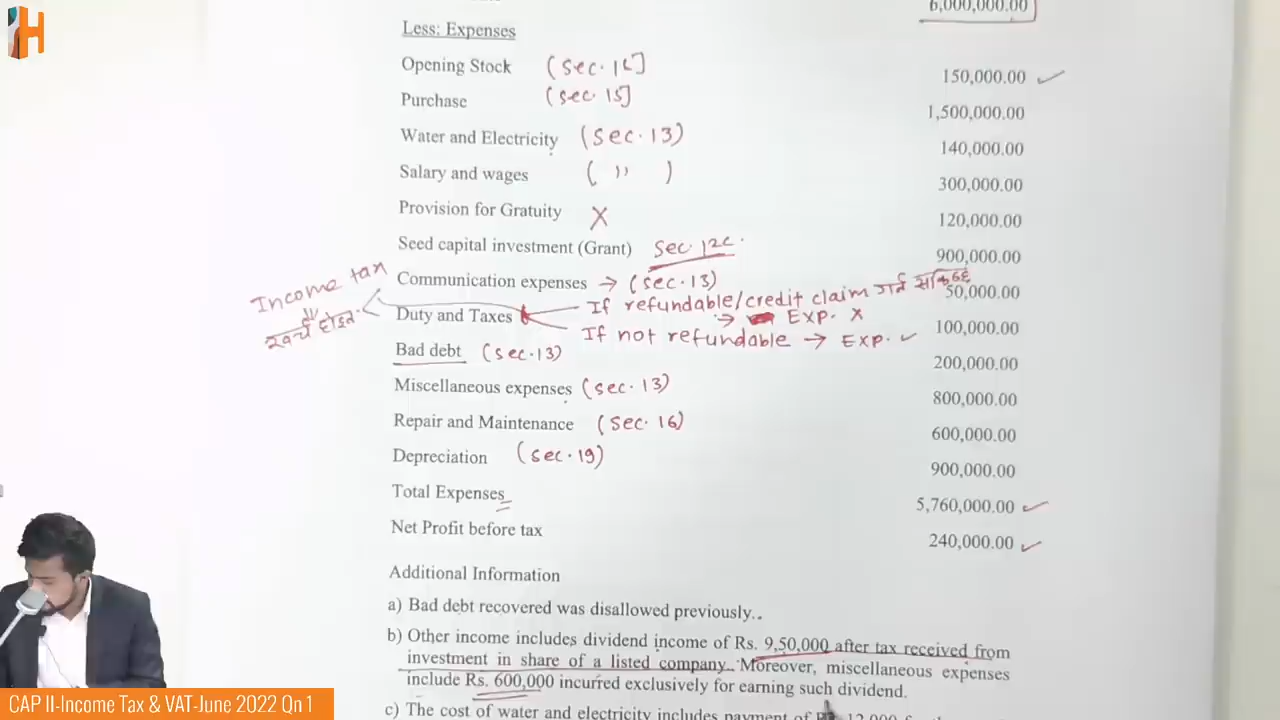 H
6,000,000.00
Less: Expenses
Opening Stock (Sec. 15] 150,000.00 ✓
Purchase (Sec. 15] 1,500,000.00
Water and Electricity (Sec. 13) 140,000.00
Salary and wages ( " ) 300,000.00
Provision for Gratuity X 120,000.00
Seed capital investment (Grant) Sec. 12C. 900,000.00
Communication expenses → (Sec. 13) 50,000.00
Income tax
If refundable/credit claim गर्न
Duty and Taxes → Exp. X 100,000.00
If not refundable → Exp. ✓
Bad debt (Sec. 13) 200,000.00
Miscellaneous expenses (Sec. 13) 800,000.00
Repair and Maintenance (Sec. 16) 600,000.00
Depreciation (Sec. 19) 900,000.00
Total Expenses 5,760,000.00 ✓
Net Profit before tax 240,000.00 ✓
Additional Information
a) Bad debt recovered was disallowed previously..
b) Other income includes dividend income of Rs. 9,50,000 after tax received from
investment in share of a listed company. Moreover, miscellaneous expenses
include Rs. 600,000 incurred exclusively for earning such dividend.
c) The cost of water and electricity includes payment of 12,000
CAP II-Income Tax & VAT-June 2022 Qn 1